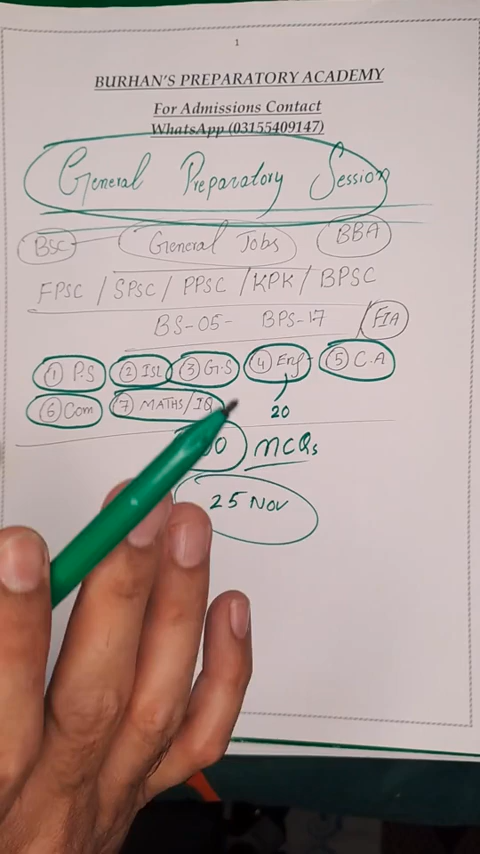 1
BURHAN'S PREPARATORY ACADEMY
For Admissions Contact
WhatsApp (03155409147)
General Preparatory Session
BSC General Jobs BBA
FPSC / SPSC / PPSC / KPK / BPSC
BS-05- BPS-17 FIA
① P.S ② ISL ③ G.S ④ Eng ⑤ C.A
⑥ Com ⑦ MATHS/IQ 20
MCQs
25 Nov